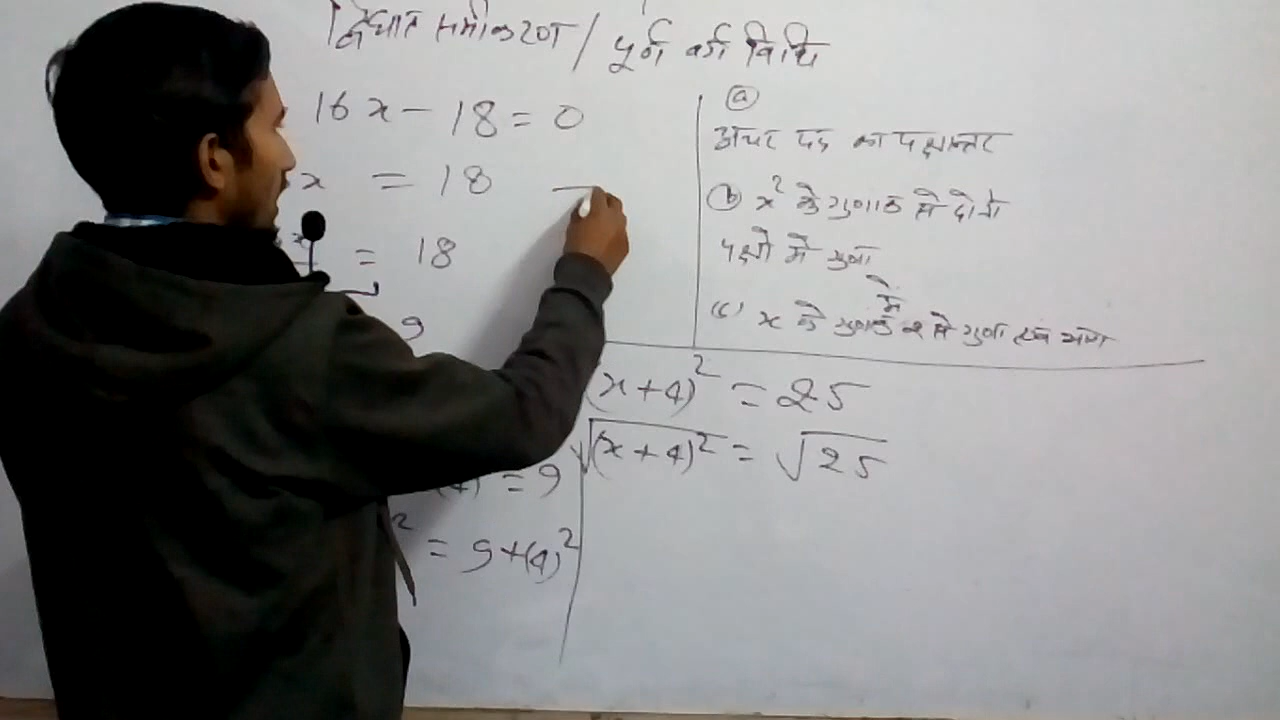 द्विघात समीकरण / पूर्ण वर्ग विधि
16x - 18 = 0
x = 18
= 18
9
= 9
2 = 9+(4)²
(a)
अचर पद का पक्षान्तर
(b) x² के गुणांक से दोनो
पक्षों में गुणा
(c) x के गुणांक में 2 से गुणा एवं भाग
(x+4)² = 25
√(x+4)² = √25